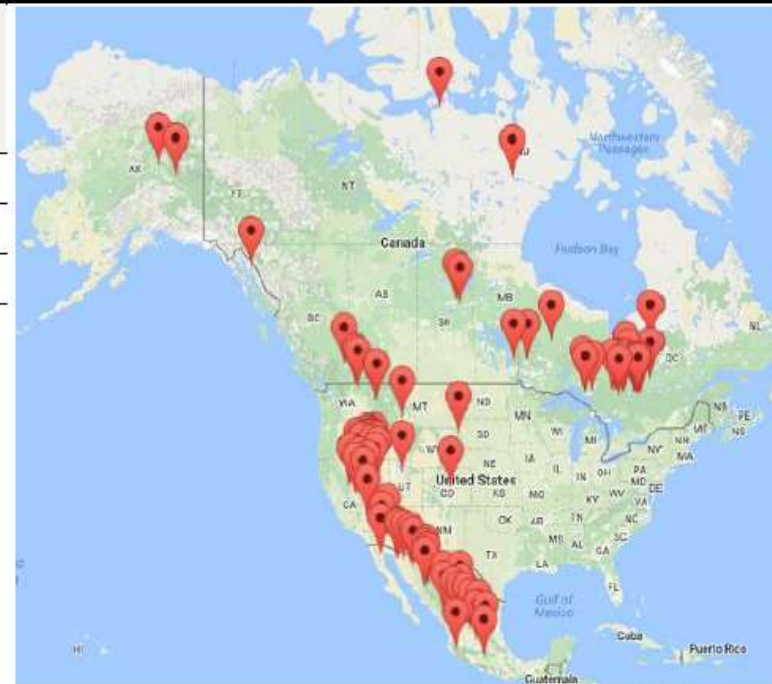 Northwestern
Passages
NU
AK
YT
NT
Canada
Hudson Bay
AB
MB
BC
SK
NL
QC
WA
MT
ND
MN
NB
PE
NS
SD
WI
MI
NH
MA
NY
WY
IA
NE
IL
IN
OH
PA
MD
DE
UT
United States
CO
KS
MO
KY
WV
VA
CA
OK
AR
TN
NC
NM
MS
AL
SC
GA
TX
LA
FL
Gulf of
Mexico
Cuba
HI
Puerto Rico
Guatemala